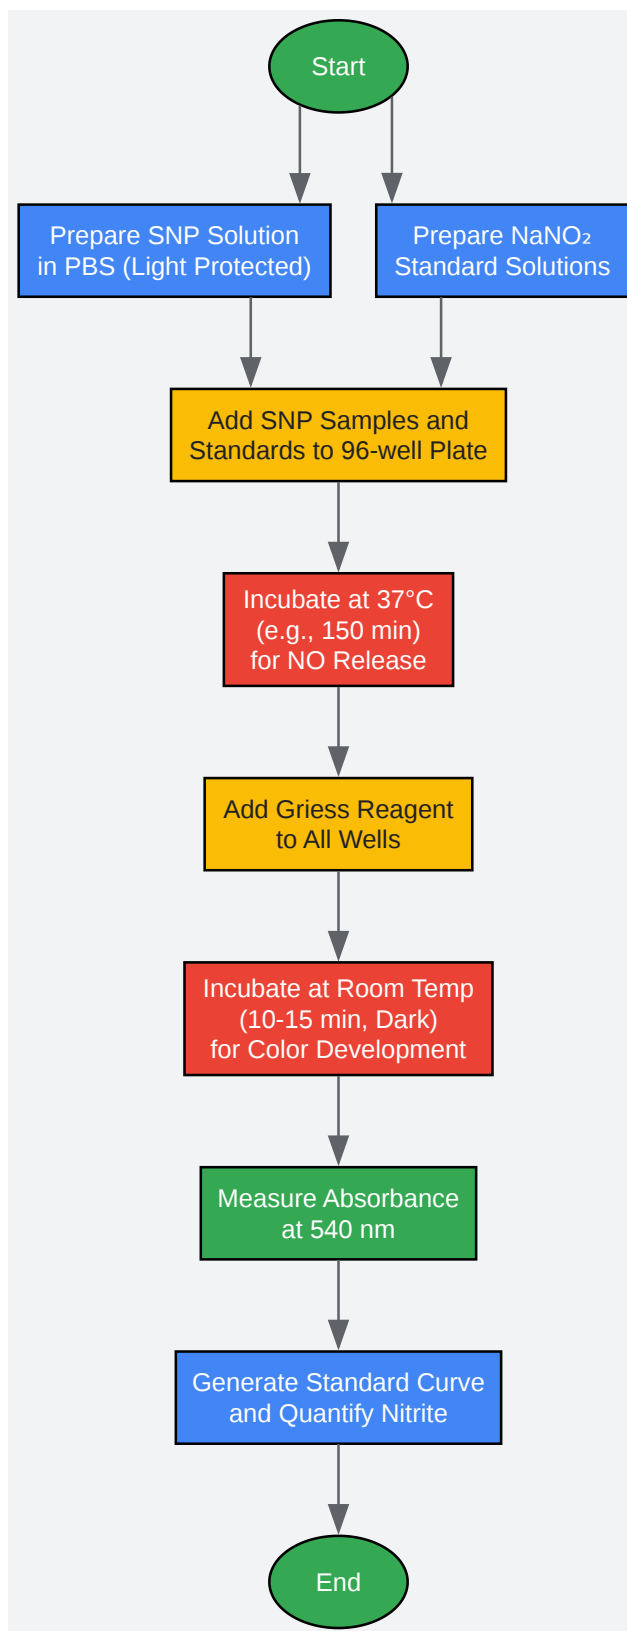 Start
Prepare SNP Solution
in PBS (Light Protected)
Prepare NaNO₂
Standard Solutions
Add SNP Samples and
Standards to 96-well Plate
Incubate at 37°C
(e.g., 150 min)
for NO Release
Add Griess Reagent
to All Wells
Incubate at Room Temp
(10-15 min, Dark)
for Color Development
Measure Absorbance
at 540 nm
Generate Standard Curve
and Quantify Nitrite
End